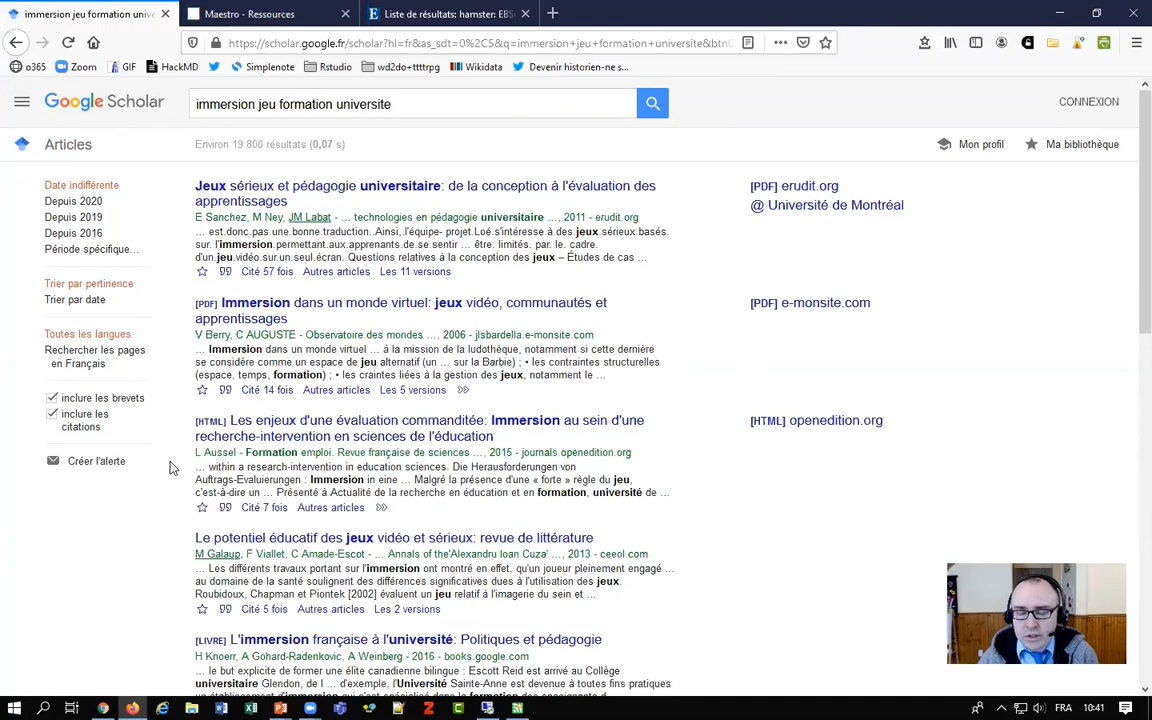 immersion jeu formation unive
Maestro - Ressources
Liste de résultats: hamster: EBS
https://scholar.google.fr/scholar?hl=fr&as_sdt=0%2C5&q=immersion+jeu+formation+universite&btn
o365
Zoom
GIF
HackMD
Simplenote
Rstudio
wd2do+ttttrpg
Wikidata
Devenir historien-ne s...
Google Scholar
immersion jeu formation universite
CONNEXION
Articles
Environ 19 800 résultats (0,07 s)
Mon profil
Ma bibliothèque
Date indifférente
Depuis 2020
Depuis 2019
Depuis 2016
Période spécifique...
Trier par pertinence
Trier par date
Toutes les langues
Rechercher les pages
en Français
inclure les brevets
inclure les
citations
Créer l'alerte
Jeux sérieux et pédagogie universitaire: de la conception à l'évaluation des
apprentissages
E Sanchez, M Ney, JM Labat - ... technologies en pédagogie universitaire ..., 2011 - erudit.org
... est.donc.pas.une.bonne.traduction..Ainsi,.l'équipe- projet.Loé.s'intéresse.à.des jeux.sérieux.basés.
sur. l'immersion.permettant.aux.apprenants.de.se.sentir ... être. limités. par. le. cadre.
d'un.jeu.vidéo.sur.un.seul.écran. Questions relatives à la conception des jeux – Études de cas ...
Cité 57 fois Autres articles Les 11 versions
[PDF] erudit.org
@ Université de Montréal
[PDF] Immersion dans un monde virtuel: jeux vidéo, communautés et
apprentissages
V Berry, C AUGUSTE - Observatoire des mondes ..., 2006 - jlsbardella.e-monsite.com
... Immersion dans un monde virtuel ... à la mission de la ludothèque, notamment si cette dernière
se considère comme un espace de jeu alternatif (un ... sur la Barbie) ; • les contraintes structurelles
(espace, temps, formation) ; • les craintes liées à la gestion des jeux, notamment le ...
Cité 14 fois Autres articles Les 5 versions
[PDF] e-monsite.com
[HTML] Les enjeux d'une évaluation commanditée: Immersion au sein d'une
recherche-intervention en sciences de l'éducation
L Aussel - Formation emploi. Revue française de sciences ..., 2015 - journals.openedition.org
... within a research-intervention in education sciences. Die Herausforderungen von
Auftrags-Evaluierungen : Immersion in eine ... Malgré la présence d'une « forte » règle du jeu,
c'est-à-dire un ... Présenté à Actualité de la recherche en éducation et en formation, université de ...
Cité 7 fois Autres articles
[HTML] openedition.org
Le potentiel éducatif des jeux vidéo et sérieux: revue de littérature
M Galaup, F Viallet, C Amade-Escot - ... Annals of the'Alexandru Ioan Cuza' ..., 2013 - ceeol.com
... Les différents travaux portant sur l'immersion ont montré en effet, qu'un joueur pleinement engagé ...
au domaine de la santé soulignent des différences significatives dues à l'utilisation des jeux.
Roubidoux, Chapman et Piontek [2002] évaluent un jeu relatif à l'imagerie du sein et ...
Cité 5 fois Autres articles Les 2 versions
[LIVRE] L'immersion française à l'université: Politiques et pédagogie
H Knoerr, A Gohard-Radenkovic, A Weinberg - 2016 - books.google.com
... le but explicite de former une élite canadienne bilingue : Escott Reid est arrivé au Collège
universitaire Glendon, de l ... d'exemple, l'Université Sainte-Anne est devenue à toutes fins pratiques
FRA
10:41